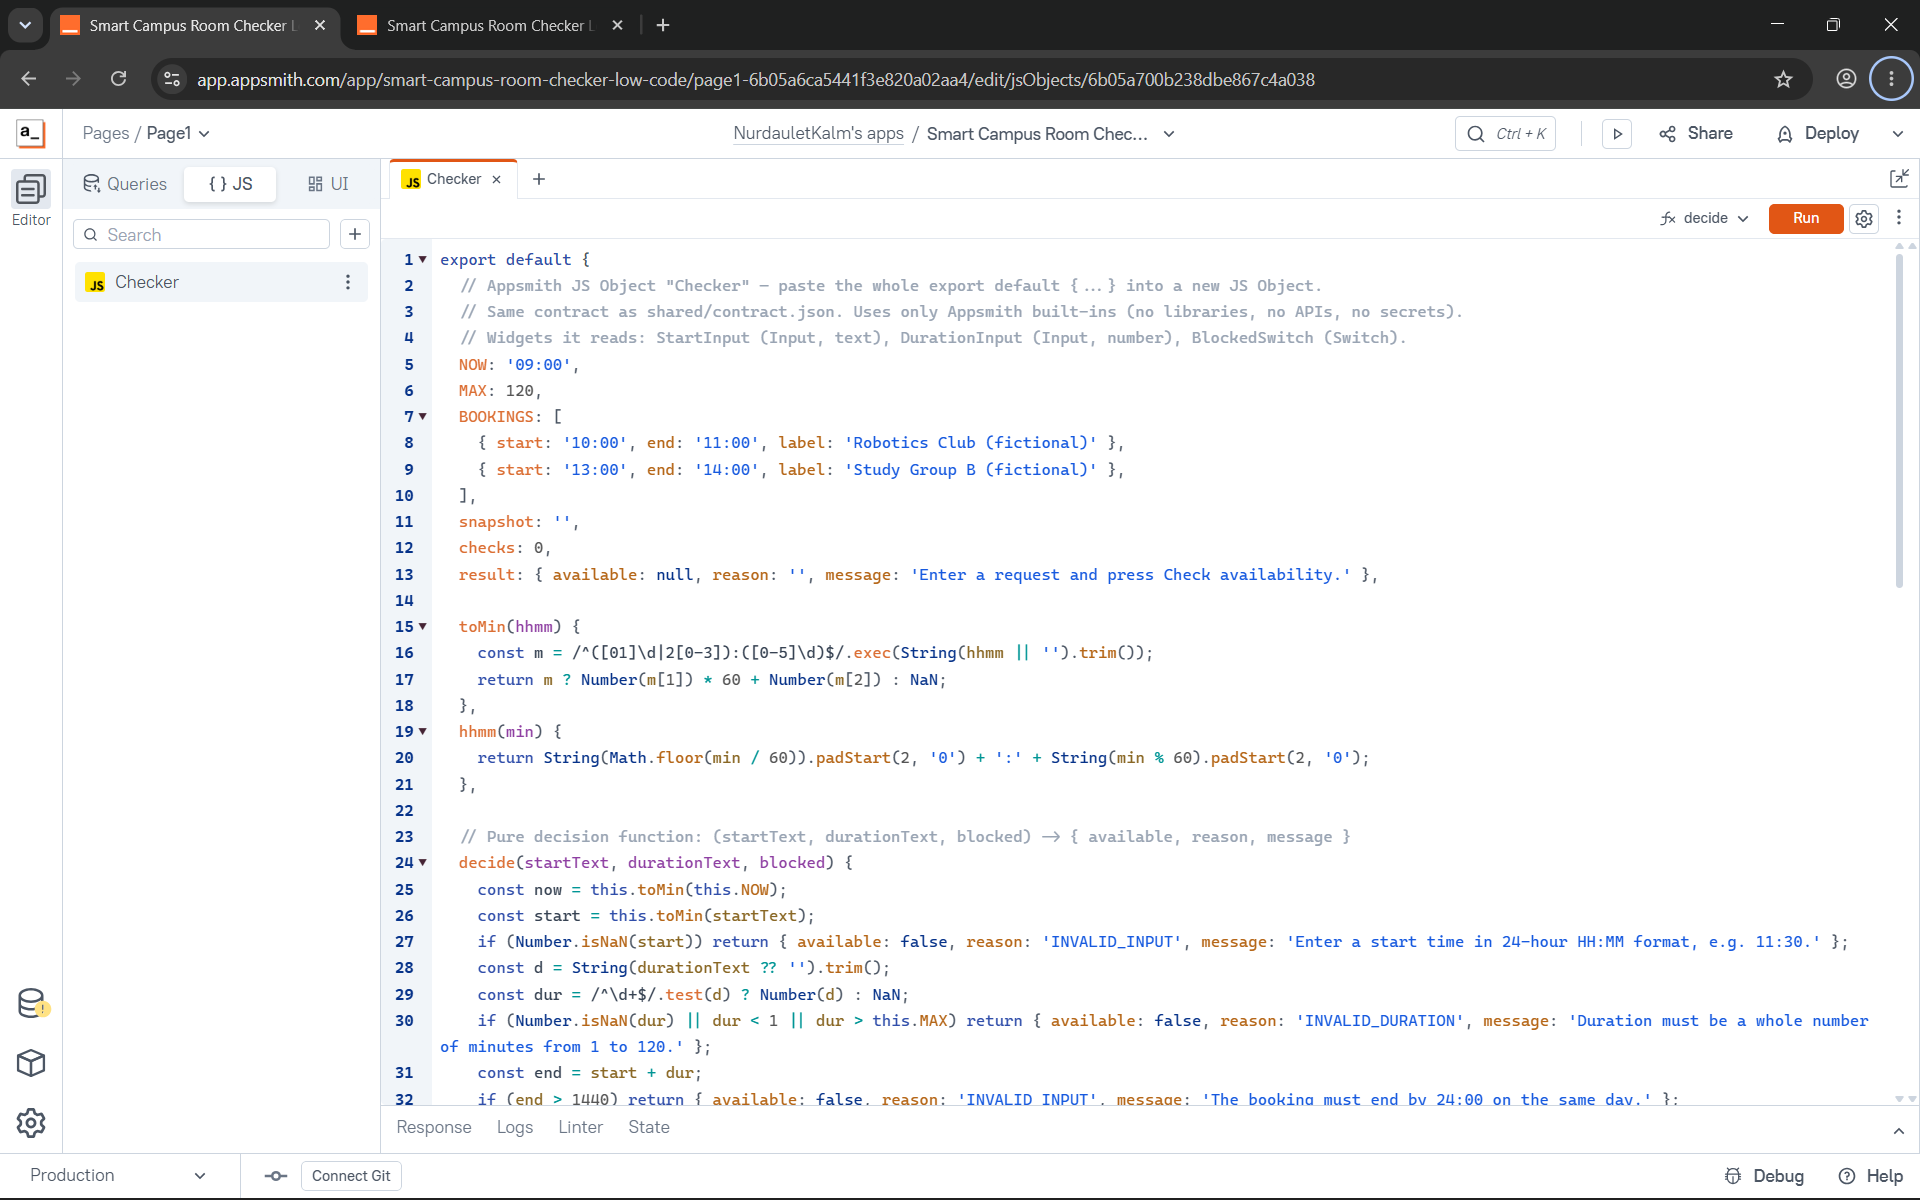 Smart Campus Room Checker
Smart Campus Room Checker
app.appsmith.com/app/smart-campus-room-checker-low-code/page1-6b05a6ca5441f3e820a02aa4/edit/jsObjects/6b05a700b238dbe867c4a038
a_
Pages / Page1
NurdauletKalm's apps / Smart Campus Room Chec...
Ctrl + K
Share
Deploy
Editor
Queries
{ } JS
UI
JS Checker
fx decide
Run
Search
JS Checker
1 export default {
2 // Appsmith JS Object "Checker" — paste the whole export default {...} into a new JS Object.
3 // Same contract as shared/contract.json. Uses only Appsmith built-ins (no libraries, no APIs, no secrets).
4 // Widgets it reads: StartInput (Input, text), DurationInput (Input, number), BlockedSwitch (Switch).
5 NOW: '09:00',
6 MAX: 120,
7 BOOKINGS: [
8 { start: '10:00', end: '11:00', label: 'Robotics Club (fictional)' },
9 { start: '13:00', end: '14:00', label: 'Study Group B (fictional)' },
10 ],
11 snapshot: '',
12 checks: 0,
13 result: { available: null, reason: '', message: 'Enter a request and press Check availability.' },
14
15 toMin(hhmm) {
16 const m = /^([01]\d|2[0-3]):([0-5]\d)$/.exec(String(hhmm || '').trim());
17 return m ? Number(m[1]) * 60 + Number(m[2]) : NaN;
18 },
19 hhmm(min) {
20 return String(Math.floor(min / 60)).padStart(2, '0') + ':' + String(min % 60).padStart(2, '0');
21 },
22
23 // Pure decision function: (startText, durationText, blocked) -> { available, reason, message }
24 decide(startText, durationText, blocked) {
25 const now = this.toMin(this.NOW);
26 const start = this.toMin(startText);
27 if (Number.isNaN(start)) return { available: false, reason: 'INVALID_INPUT', message: 'Enter a start time in 24-hour HH:MM format, e.g. 11:30.' };
28 const d = String(durationText ?? '').trim();
29 const dur = /^\d+$/.test(d) ? Number(d) : NaN;
30 if (Number.isNaN(dur) || dur < 1 || dur > this.MAX) return { available: false, reason: 'INVALID_DURATION', message: 'Duration must be a whole number
of minutes from 1 to 120.' };
31 const end = start + dur;
32 if (end > 1440) return { available: false, reason: 'INVALID_INPUT', message: 'The booking must end by 24:00 on the same day.' };
Response
Logs
Linter
State
Production
Connect Git
Debug
Help